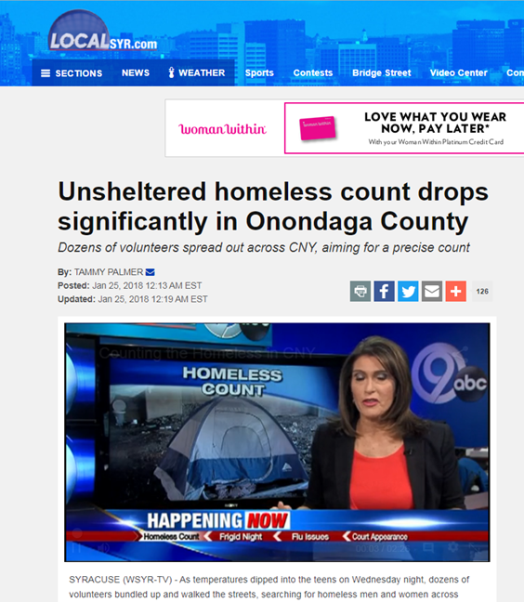 LOCALSYR.com
SECTIONS NEWS WEATHER Sports Contests Bridge Street Video Center Con
woman within
LOVE WHAT YOU WEAR
NOW, PAY LATER*
With your Woman Within Platinum Credit Card
Unsheltered homeless count drops
significantly in Onondaga County
Dozens of volunteers spread out across CNY, aiming for a precise count
By: TAMMY PALMER
Posted: Jan 25, 2018 12:13 AM EST
Updated: Jan 25, 2018 12:19 AM EST
126
Counting the Homeless in CNY
HOMELESS
COUNT
9 abc
HAPPENING NOW
Homeless Count Frigid Night Flu Issues Court Appearance
SYRACUSE (WSYR-TV) - As temperatures dipped into the teens on Wednesday night, dozens of
volunteers bundled up and walked the streets, searching for homeless men and women across